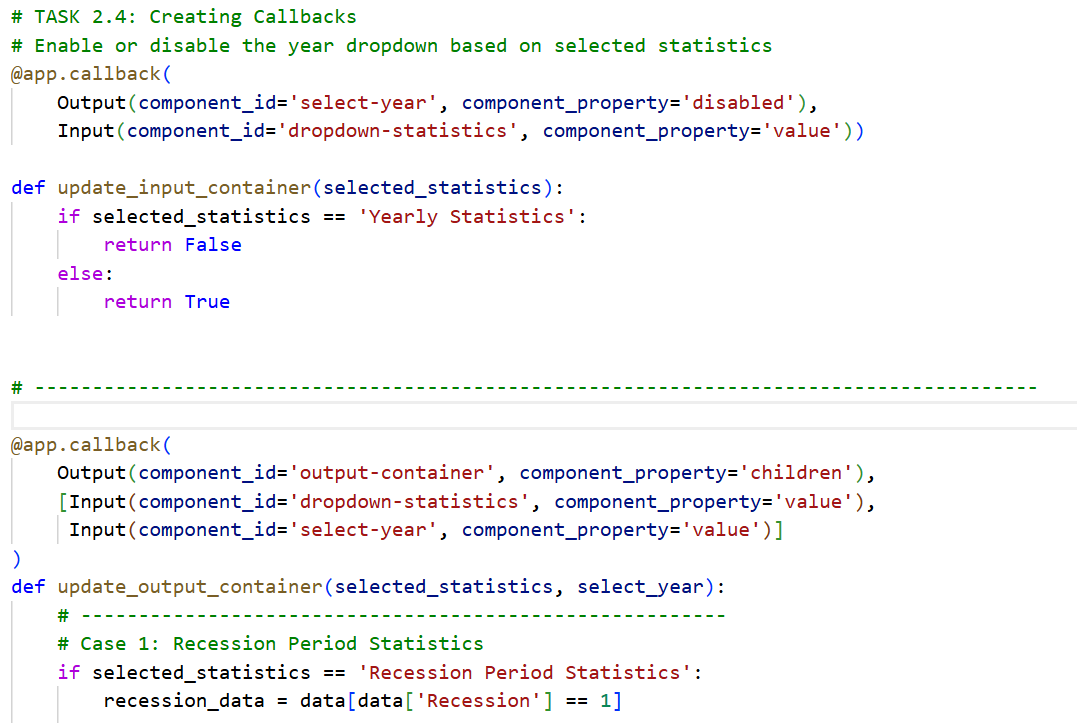 # TASK 2.4: Creating Callbacks
# Enable or disable the year dropdown based on selected statistics
@app.callback(
    Output(component_id='select-year', component_property='disabled'),
    Input(component_id='dropdown-statistics', component_property='value'))

def update_input_container(selected_statistics):
    if selected_statistics == 'Yearly Statistics':
        return False
    else:
        return True


# ---------------------------------------------------------------------------------------

@app.callback(
    Output(component_id='output-container', component_property='children'),
    [Input(component_id='dropdown-statistics', component_property='value'),
     Input(component_id='select-year', component_property='value')]
)
def update_output_container(selected_statistics, select_year):
    # --------------------------------------------------------
    # Case 1: Recession Period Statistics
    if selected_statistics == 'Recession Period Statistics':
        recession_data = data[data['Recession'] == 1]